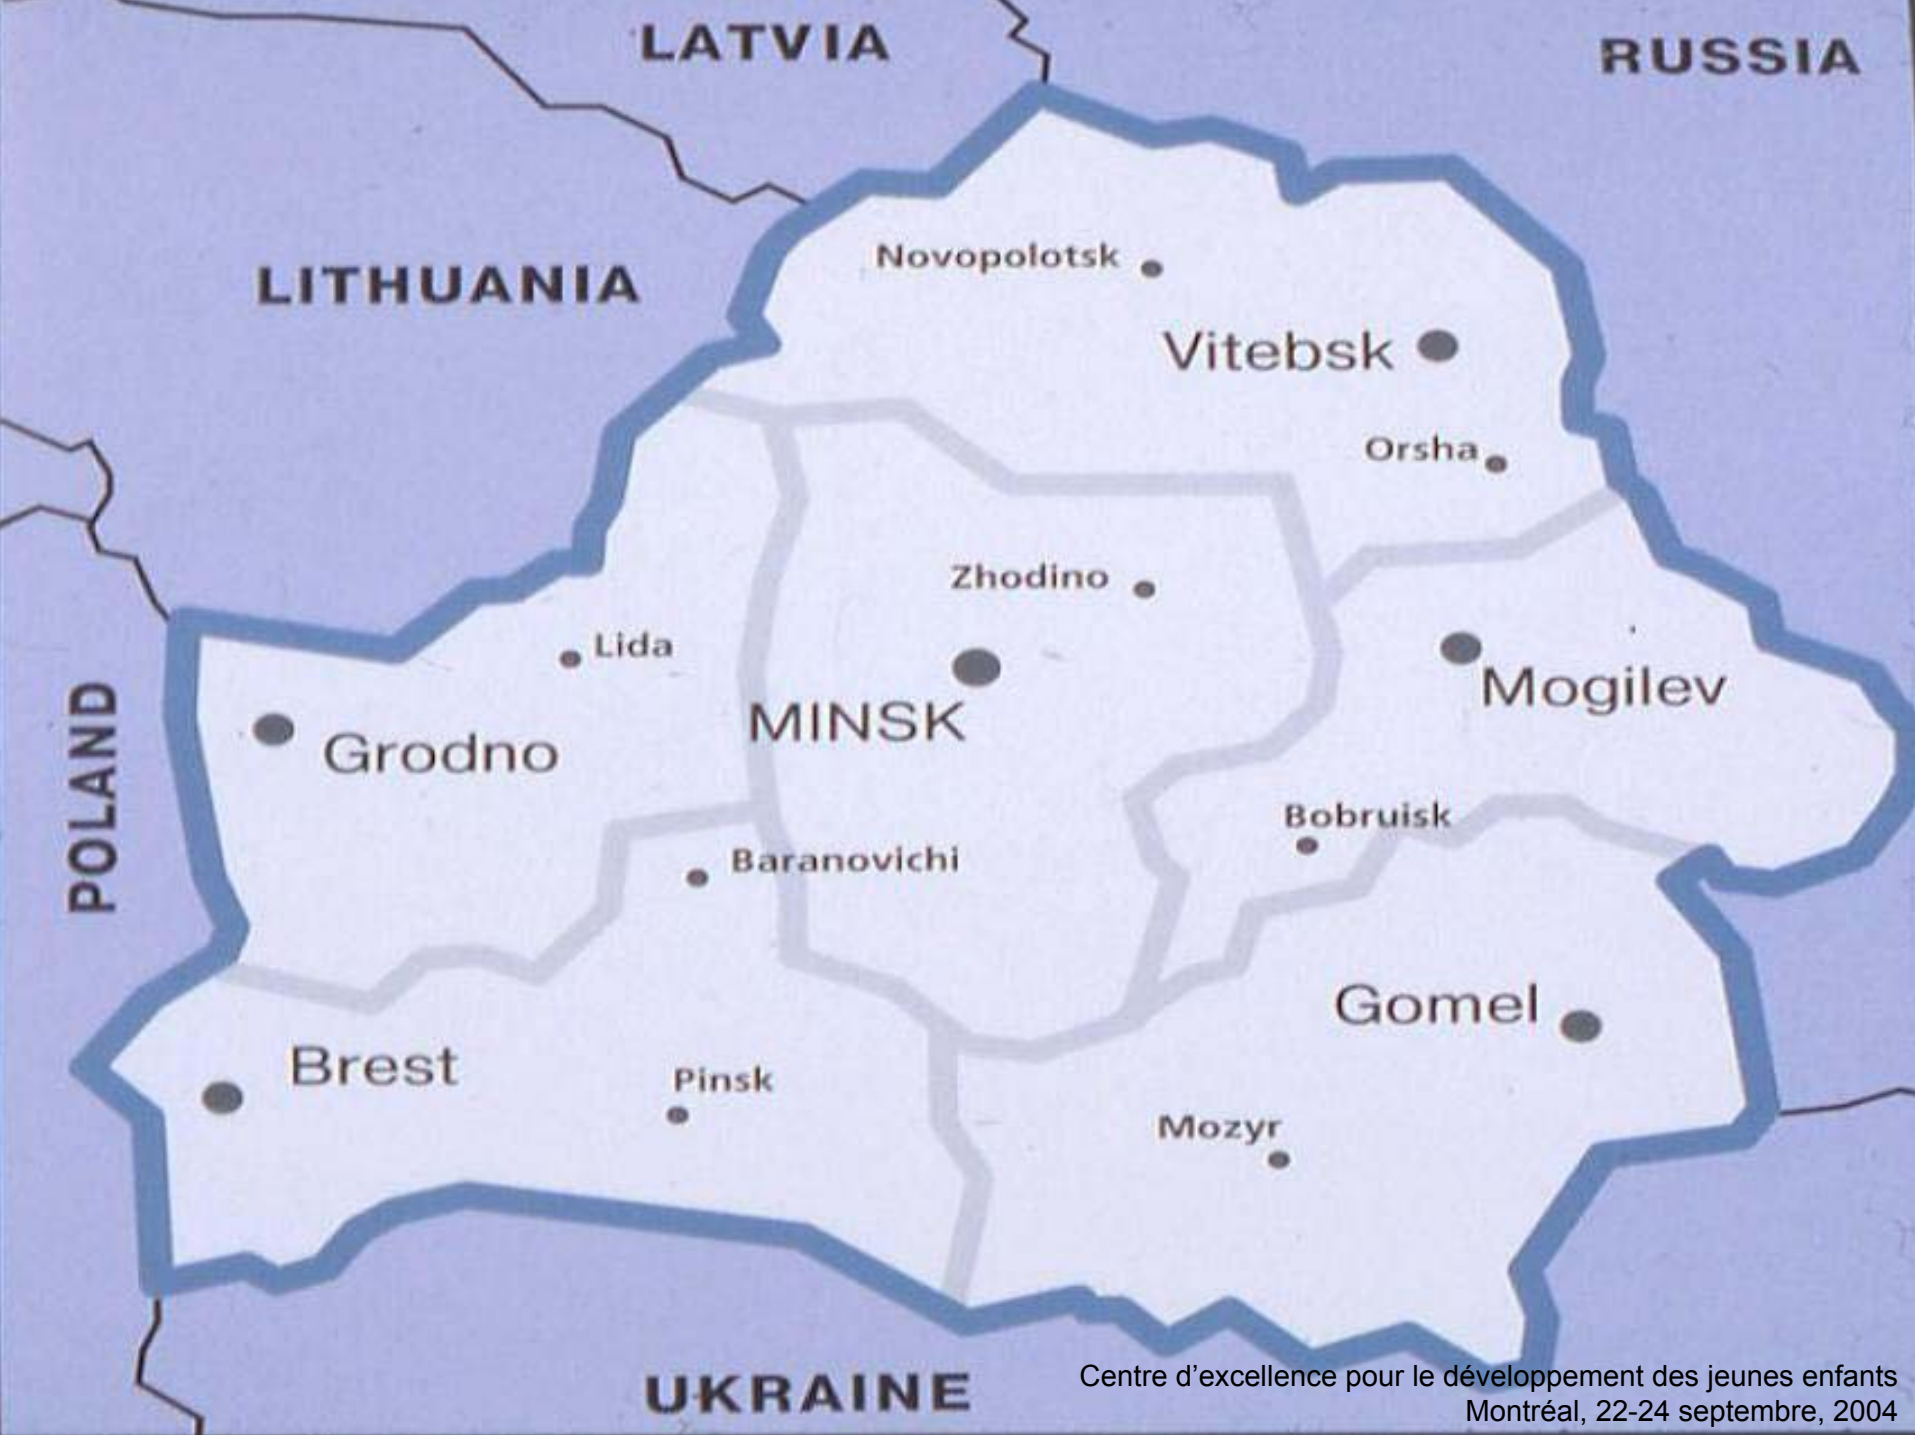 LATVIA
RUSSIA
Novopolotsk
LITHUANIA
Vitebsk
Orsha
Zhodino
Lida
MINSK
Mogilev
Grodno
POLAND
Bobruisk
Baranovichi
Gomel
Brest
Pinsk
Mozyr
UKRAINE
Centre d’excellence pour le développement des jeunes enfants
Montréal, 22-24 septembre, 2004